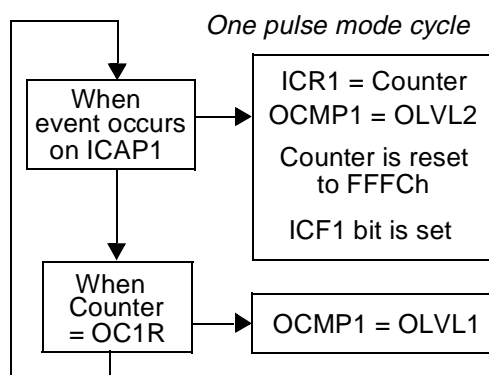 One pulse mode cycle
When
event occurs
on ICAP1
ICR1 = Counter
OCMP1 = OLVL2
Counter is reset
to FFFCh
ICF1 bit is set
When
Counter
= OC1R
OCMP1 = OLVL1